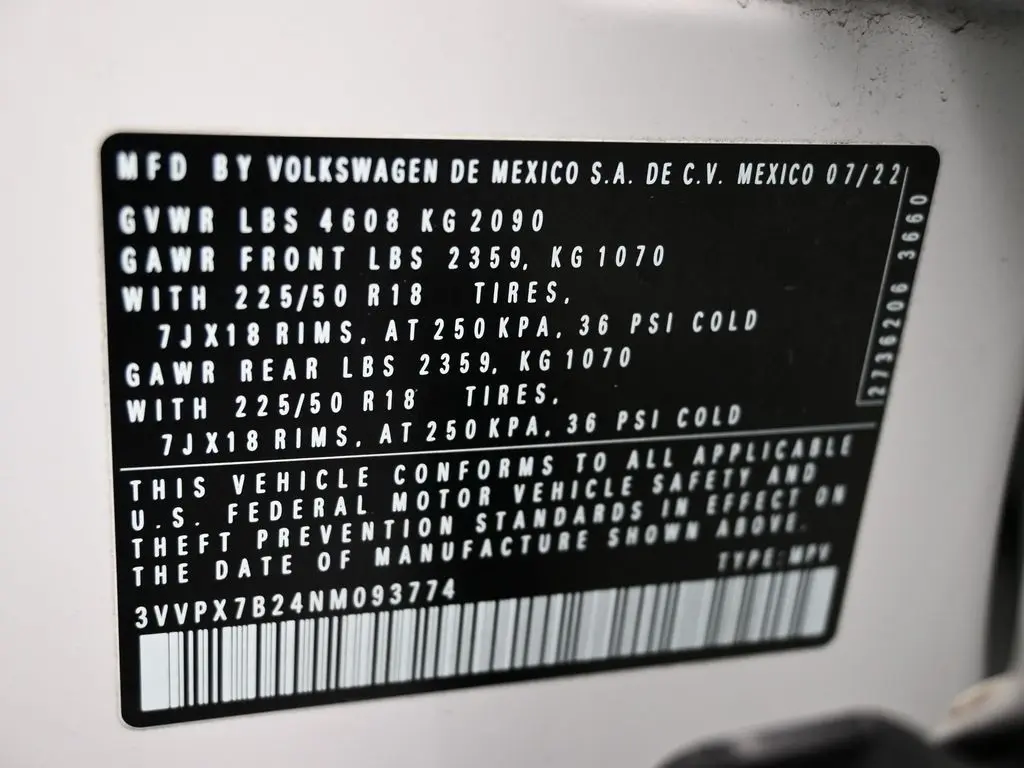 MFD BY VOLKSWAGEN DE MEXICO S.A. DE C.V. MEXICO 07/22
GVWR LBS 4608 KG 2090
GAWR FRONT LBS 2359, KG 1070
WITH 225/50 R18 TIRES,
7J X18 RIMS, AT 250 KPA, 36 PSI COLD
GAWR REAR LBS 2359, KG 1070
WITH 225/50 R18 TIRES,
7J X18 RIMS, AT 250 KPA, 36 PSI COLD
2736206 3660
THIS VEHICLE CONFORMS TO ALL APPLICABLE
U.S. FEDERAL MOTOR VEHICLE SAFETY AND
THEFT PREVENTION STANDARDS IN EFFECT ON
THE DATE OF MANUFACTURE SHOWN ABOVE.
TYPE: MPV
3VVPX7B24NM093774